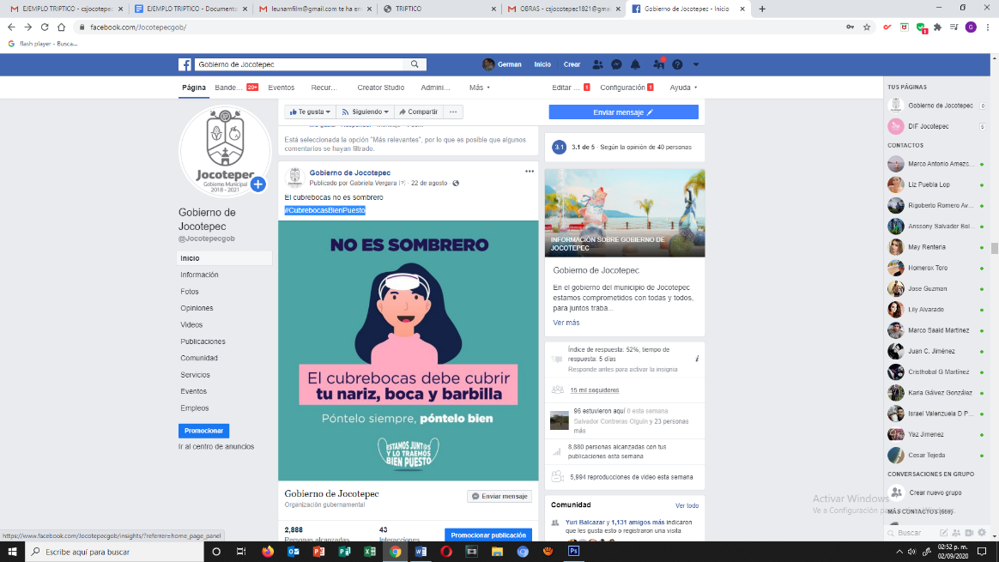 EJEMPLO TRIPTICO - csjocotepec
EJEMPLO TRIPTICO - Documento
leunamfilm@gmail.com te ha en
TRIPTICO
OBRAS - csjocotepec1821@gmai
Gobierno de Jocotepec - Inicio
facebook.com/Jocotepecgob/
flash player - Busca...
Gobierno de Jocotepec
German
Inicio
Crear
Página
Bande...
20+
Eventos
Recur...
Creator Studio
Admini...
Más
Editar ...
1
Configuración
1
Ayuda
Te gusta
Siguiendo
Compartir
Enviar mensaje
Jocotepec
Gobierno Municipal
2018 - 2021
Gobierno de
Jocotepec
@Jocotepecgob
Inicio
Información
Fotos
Opiniones
Videos
Publicaciones
Comunidad
Servicios
Eventos
Empleos
Promocionar
Ir al centro de anuncios
Está seleccionada la opción "Más relevantes", por lo que es posible que algunos
comentarios se hayan filtrado.
Gobierno de Jocotepec
Publicado por Gabriela Vergara [?] · 22 de agosto ·
El cubrebocas no es sombrero
#CubrebocasBienPuesto
NO ES SOMBRERO
El cubrebocas debe cubrir
tu nariz, boca y barbilla
Póntelo siempre, póntelo bien
ESTAMOS JUNTOS
Y LO TRAEMOS
BIEN PUESTO
Gobierno de Jocotepec
Organización gubernamental
Enviar mensaje
2,888
43
Personas alcanzadas
Interacciones
Promocionar publicación
3.1
3.1 de 5 · Según la opinión de 40 personas
INFORMACIÓN SOBRE GOBIERNO DE
JOCOTEPEC
Gobierno de Jocotepec
En el gobierno del municipio de Jocotepec
estamos comprometidos con todas y todos,
para juntos traba...
Ver más
Índice de respuesta: 52%, tiempo de
respuesta: 5 días
Responde antes para activar la insignia
15 mil seguidores
96 estuvieron aquí 0 esta semana
Salvador Contreras Olguín y 23 personas
más
8,880 personas alcanzadas con tus
publicaciones esta semana
5,994 reproducciones de video esta semana
Comunidad
Ver todo
Yuri Balcazar y 1,131 amigos más indicaron
que les gusta esto o registraron una visita
TUS PÁGINAS
Gobierno de Jocotepec
0
DIF Jocotepec
6
CONTACTOS
Marco Antonio Amazc...
Liz Puebla Lop
Rigoberto Romero Av...
Anssony Salvador Bel...
May Renteria
Homerox Toro
Jose Guzman
Lily Alvarado
Marco Saaid Martinez
Juan C. Jiménez
Cristhobal G Martínez
Karla Gálvez González
Israel Valenzuela D P...
Yaz Jimenez
Cesar Tejeda
CONVERSACIONES EN GRUPO
Crear nuevo grupo
MÁS CONTACTOS (659)
Buscar
Activar Windows
Ve a Configuración para activar Windows.
https://www.facebook.com/Jocotepecgob/insights/?referrer=home_page_panel
Escribe aquí para buscar
02:52 p. m.
02/09/2020